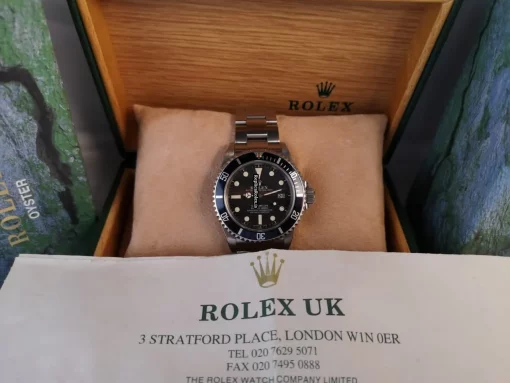 ROLEX
ROLEX
OYSTER
ROLEX UK
3 STRATFORD PLACE, LONDON W1N 0ER
TEL 020 7629 5071
FAX 020 7495 0888
THE ROLEX WATCH COMPANY LIMITED